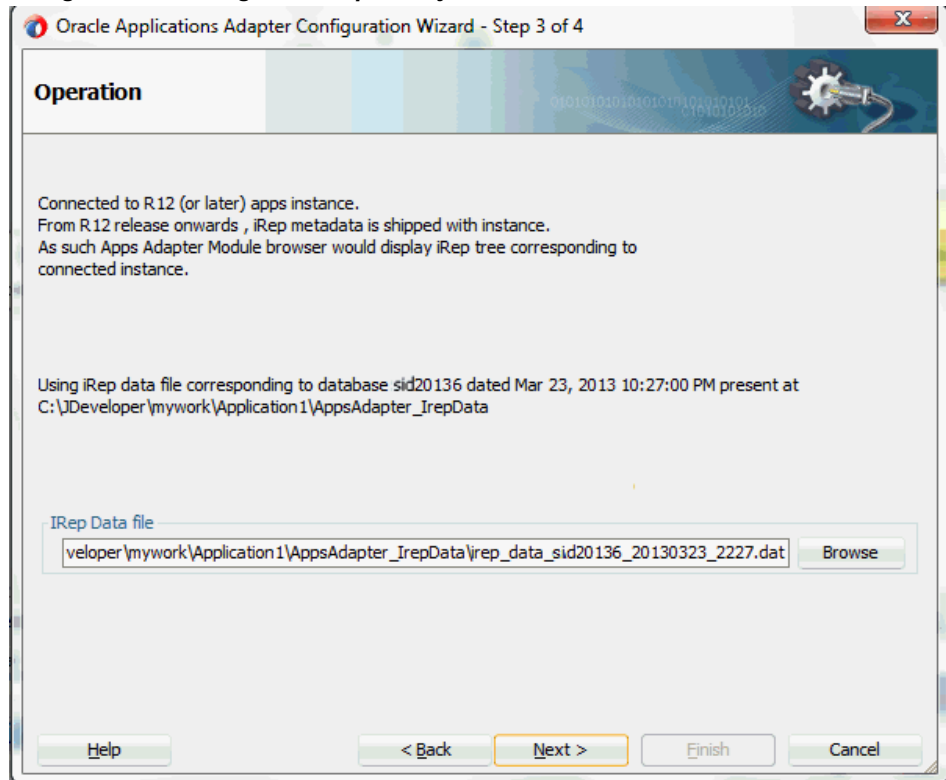 Oracle Applications Adapter Configuration Wizard - Step 3 of 4
Operation
Connected to R12 (or later) apps instance.
From R12 release onwards , iRep metadata is shipped with instance.
As such Apps Adapter Module browser would display iRep tree corresponding to
connected instance.
Using iRep data file corresponding to database sid20136 dated Mar 23, 2013 10:27:00 PM present at
C:\JDeveloper\mywork\Application1\AppsAdapter_IrepData
IRep Data file
veloper\mywork\Application1\AppsAdapter_IrepData\irep_data_sid20136_20130323_2227.dat Browse
Help < Back Next > Finish Cancel